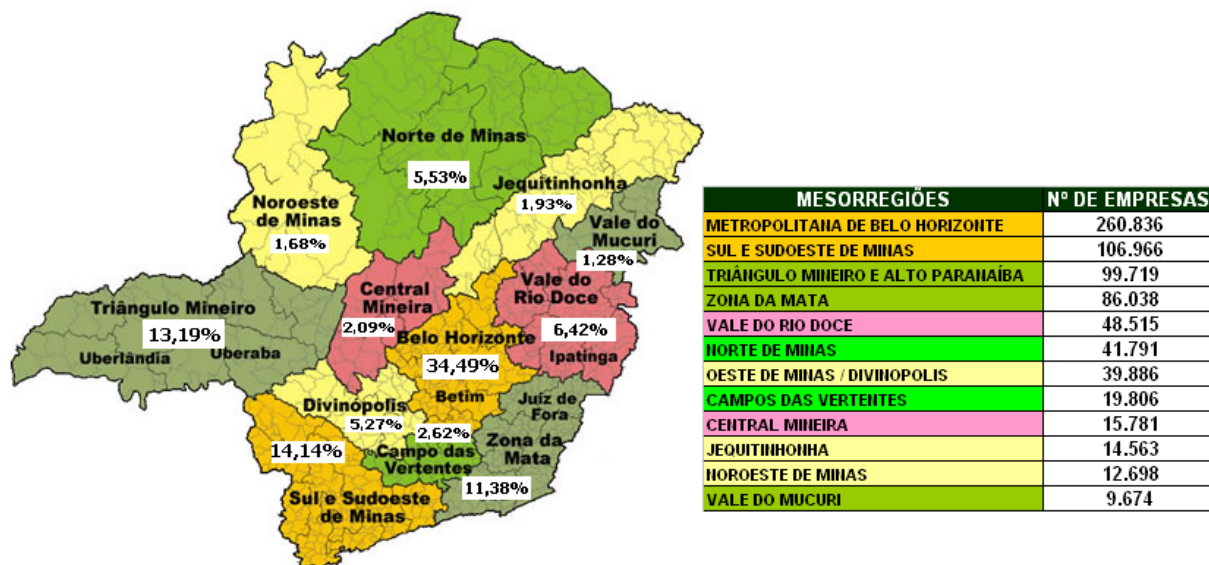 Norte de Minas
5,53%
Jequitinhonha
1,93%
Noroeste
de Minas
1,68%
Vale do
Mucuri
1,28%
Central
Mineira
2,09%
Vale do
Rio Doce
6,42%
Ipatinga
Triângulo Mineiro
13,19%
Uberlândia
Uberaba
Belo Horizonte
34,49%
Betim
Divinópolis
5,27%
Juíz de
Fora
2,62%
Campo das
Vertentes
Zona da
Mata
11,38%
14,14%
Sul e Sudoeste
de Minas
MESORREGIÕES Nº DE EMPRESAS
METROPOLITANA DE BELO HORIZONTE 260.836
SUL E SUDOESTE DE MINAS 106.966
TRIÂNGULO MINEIRO E ALTO PARANAÍBA 99.719
ZONA DA MATA 86.038
VALE DO RIO DOCE 48.515
NORTE DE MINAS 41.791
OESTE DE MINAS / DIVINOPOLIS 39.886
CAMPOS DAS VERTENTES 19.806
CENTRAL MINEIRA 15.781
JEQUITINHONHA 14.563
NOROESTE DE MINAS 12.698
VALE DO MUCURI 9.674